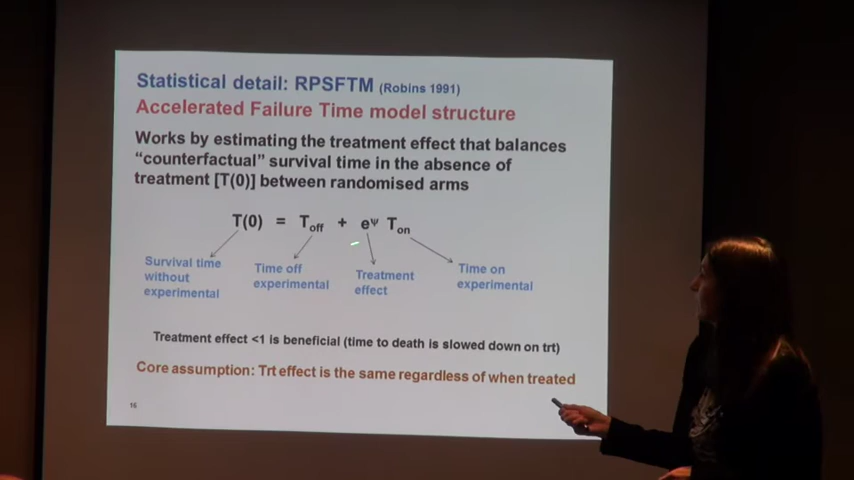 Statistical detail: RPSFTM (Robins 1991)
Accelerated Failure Time model structure
Works by estimating the treatment effect that balances
“counterfactual” survival time in the absence of
treatment [T(0)] between randomised arms
T(0) = Toff + eψ Ton
Survival time
without
experimental
Time off
experimental
Treatment
effect
Time on
experimental
Treatment effect <1 is beneficial (time to death is slowed down on trt)
Core assumption: Trt effect is the same regardless of when treated
16